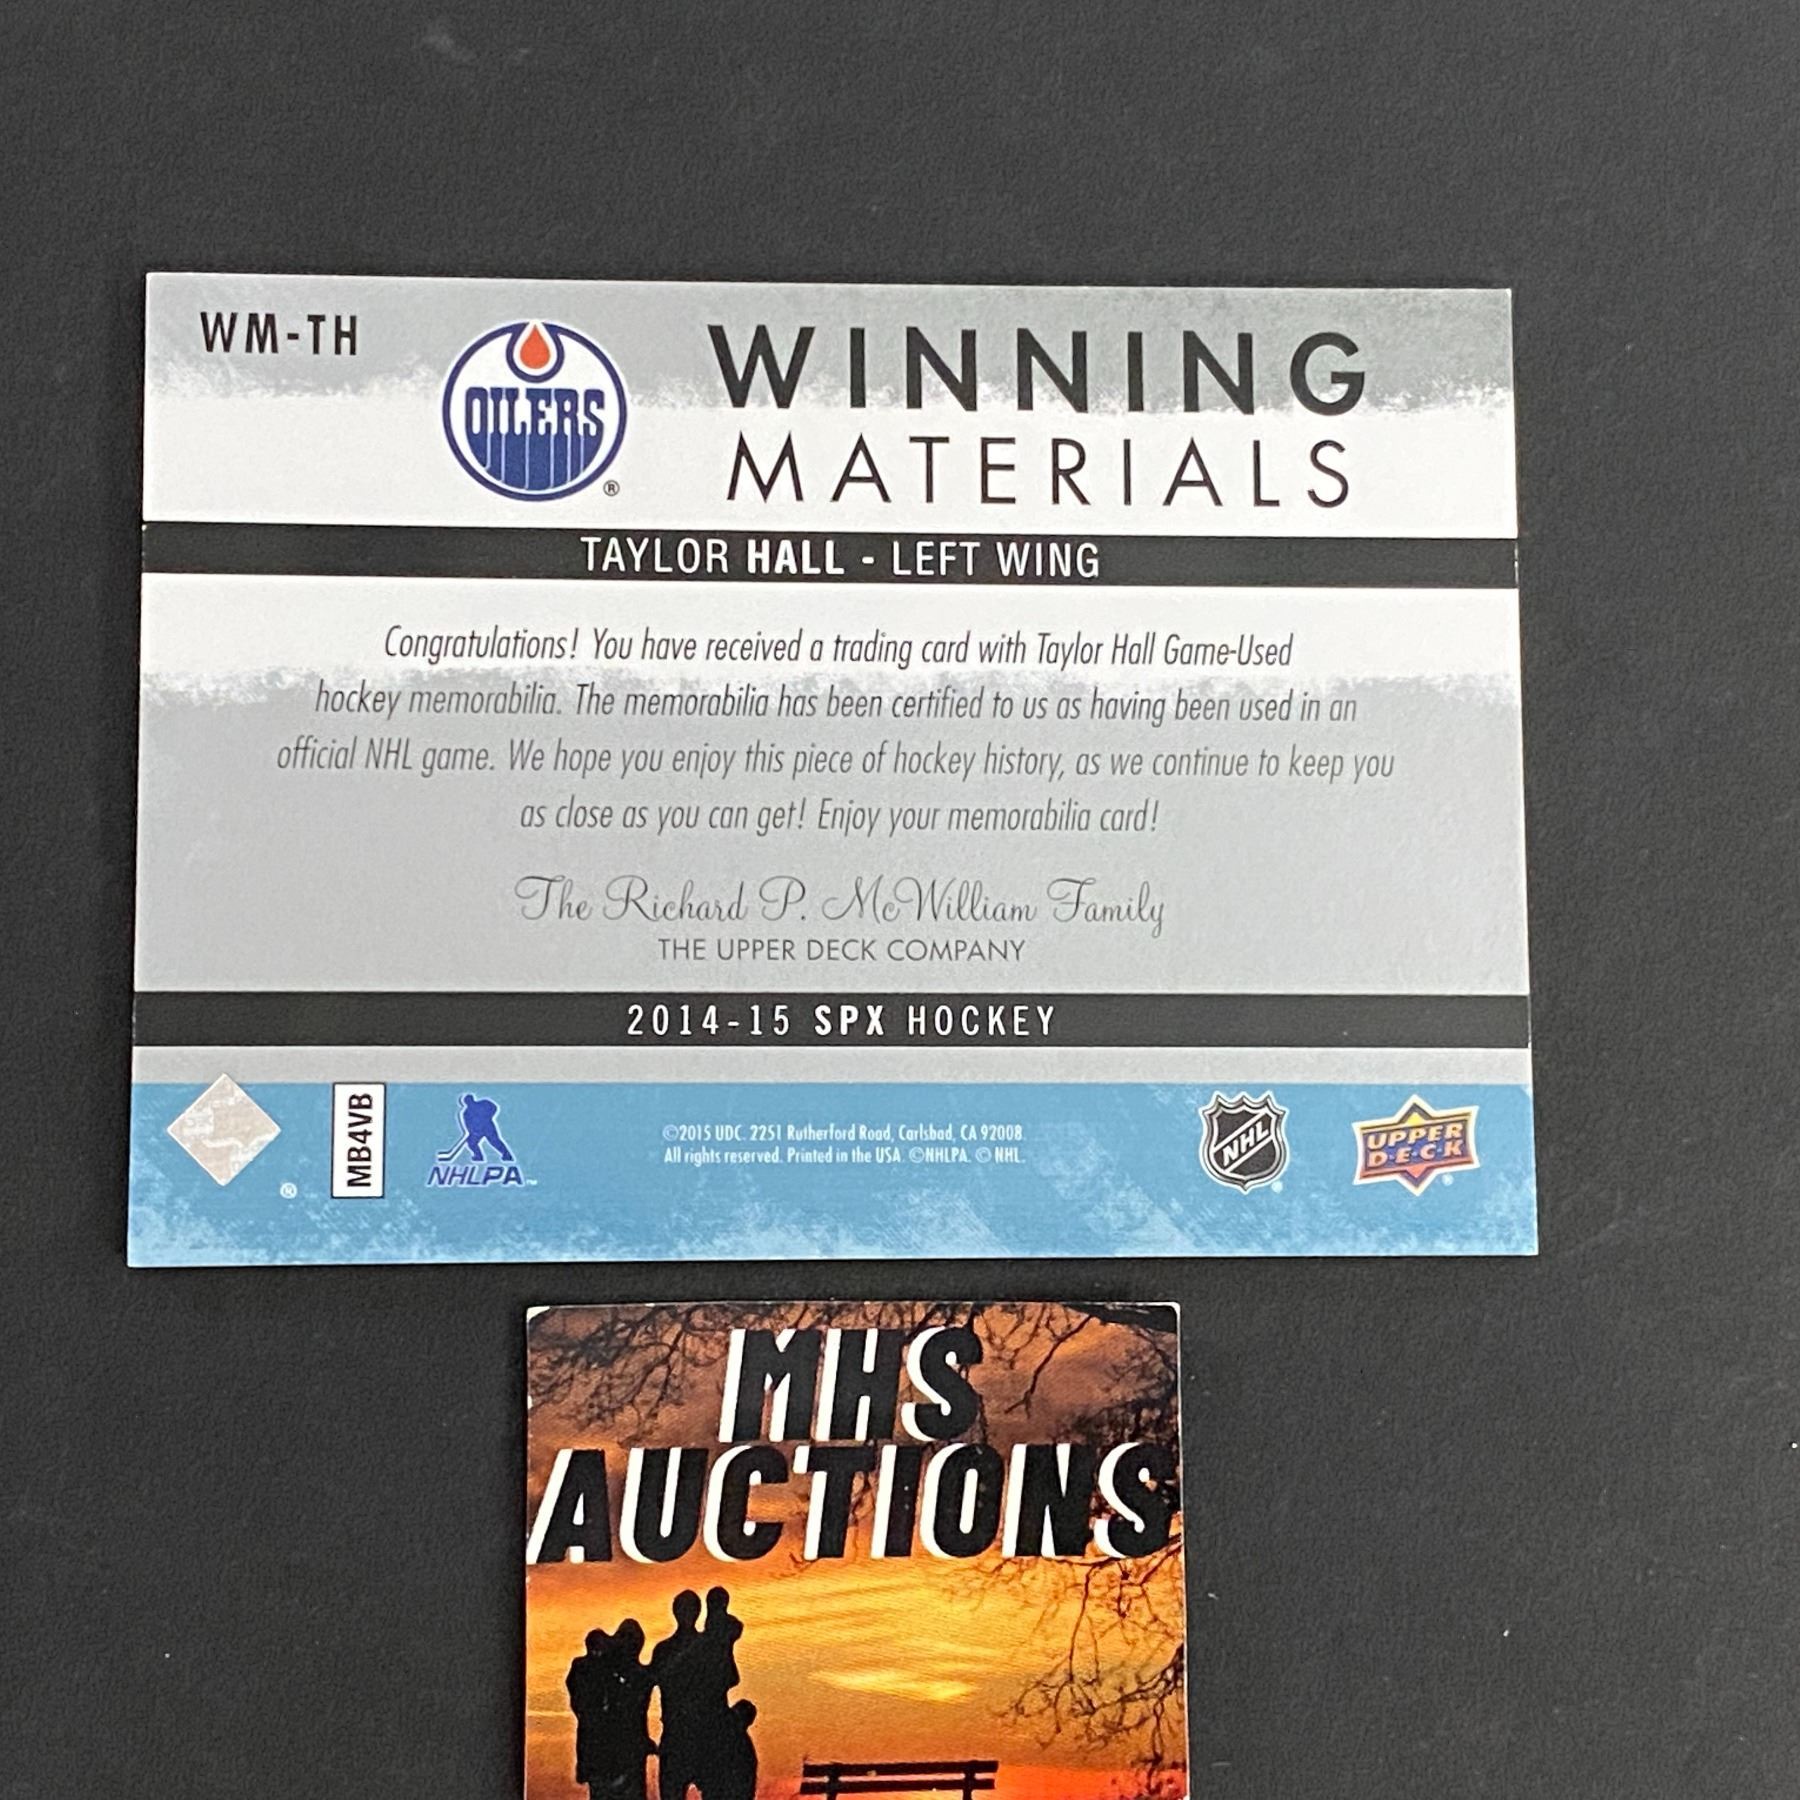 WM-TH
OILERS
®
WINNING
MATERIALS
TAYLOR HALL - LEFT WING
Congratulations! You have received a trading card with Taylor Hall Game-Used
hockey memorabilia. The memorabilia has been certified to us as having been used in an
official NHL game. We hope you enjoy this piece of hockey history, as we continue to keep you
as close as you can get! Enjoy your memorabilia card!
The Richard P. McWilliam Family
THE UPPER DECK COMPANY
2014-15 SPX HOCKEY
®
MB4VB
NHLPA™
©2015 UDC. 2251 Rutherford Road, Carlsbad, CA 92008.
All rights reserved. Printed in the USA. ©NHLPA. © NHL.
NHL®
UPPER
D·E·C·K®
MHS
AUCTIONS